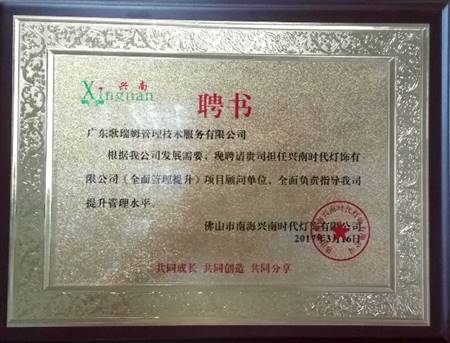 兴南
Xingnan
聘书
广东歌瑞姆管理技术服务有限公司
根据我公司发展需要，现聘请贵司担任兴南时代灯饰有
限公司《全面管理提升》项目顾问单位，全面负责指导我司
提升管理水平。
佛山市南海兴南时代灯饰有限公司
2017年3月16日
共同成长 共同创造 共同分享